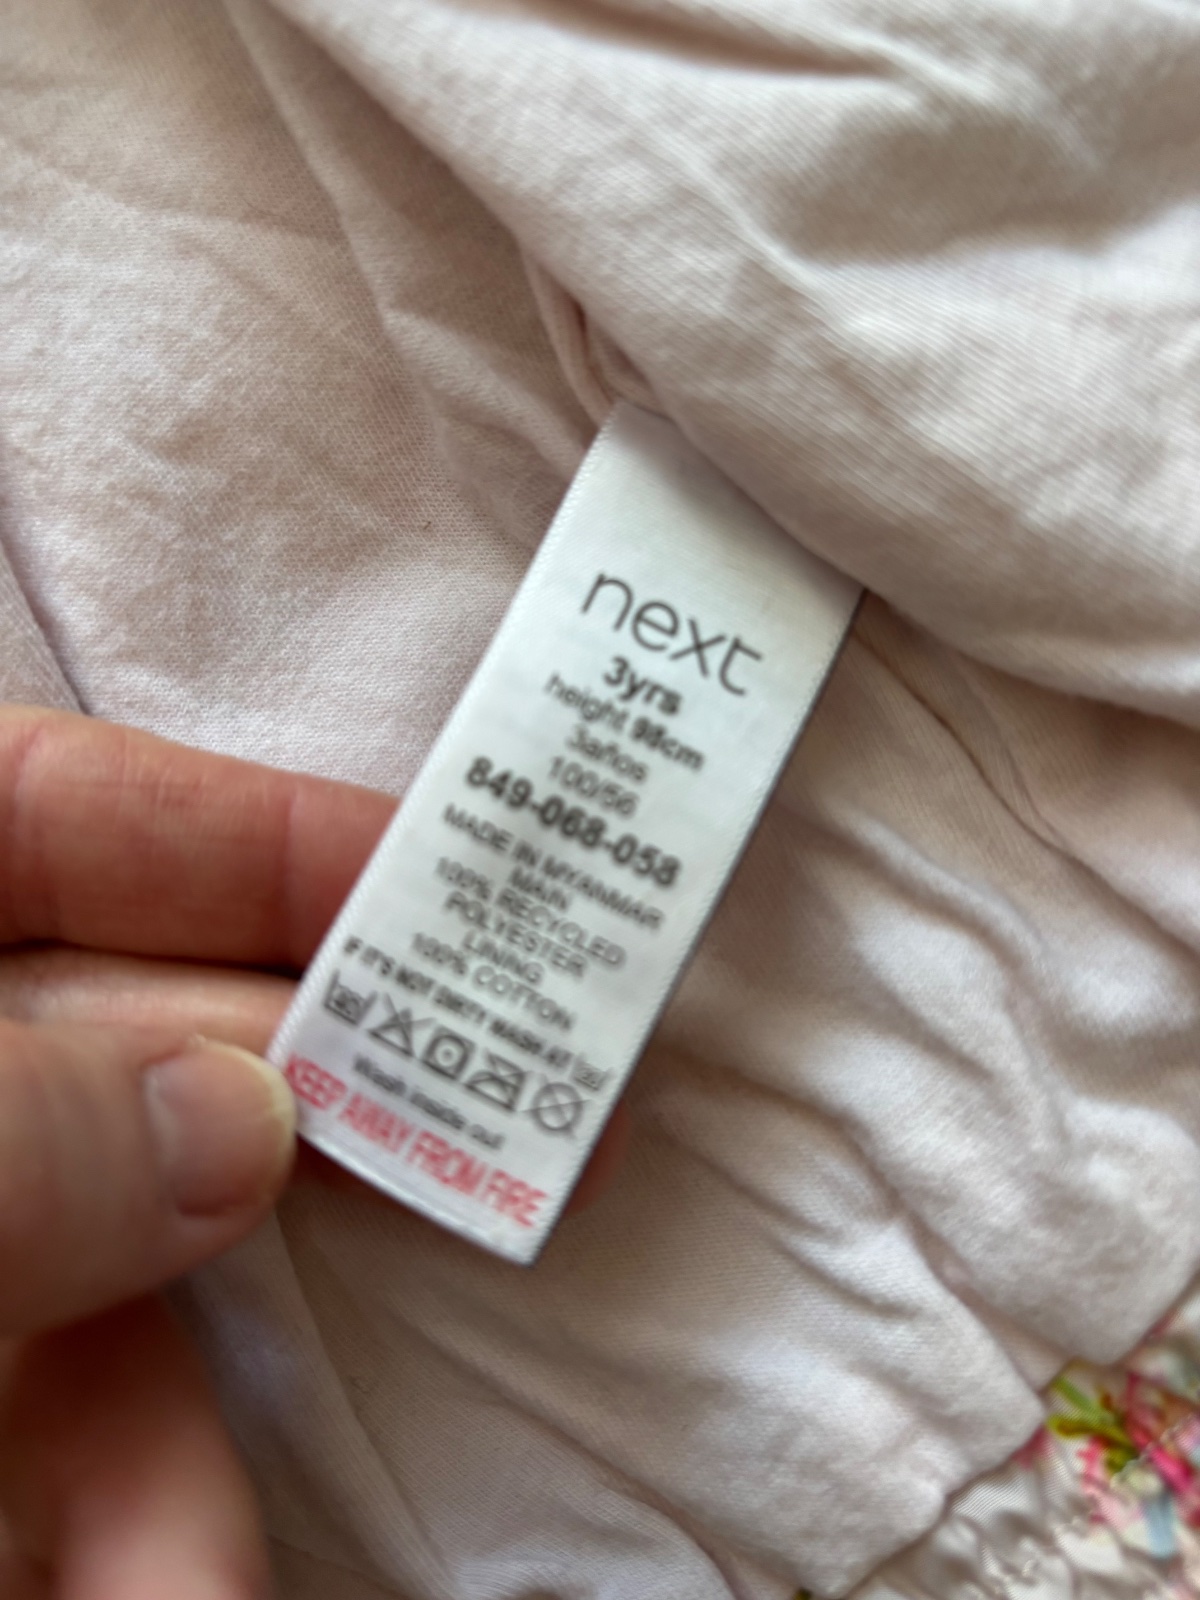 next
3yrs
height 98cm
3años
100/56
849-068-058
MADE IN MYANMAR
MAIN
100% RECYCLED
POLYESTER
LINING
100% COTTON
IF IT'S NOT DIRTY WASH AT
Wash inside out
KEEP AWAY FROM FIRE